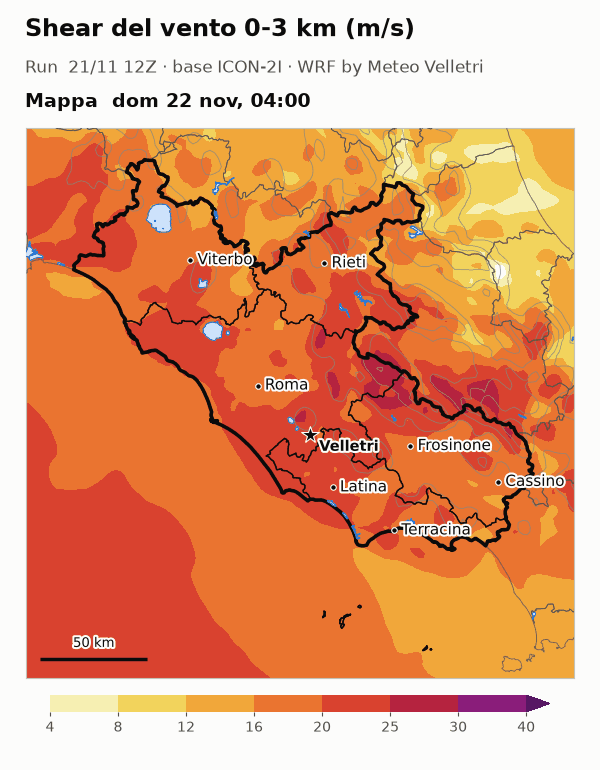 Shear del vento 0-3 km (m/s)
Run  21/11 12Z · base ICON-2I · WRF by Meteo Velletri
Mappa  dom 22 nov, 04:00
Viterbo
Rieti
Roma
Velletri
Frosinone
Cassino
Latina
Terracina
50 km
4 8 12 16 20 25 30 40